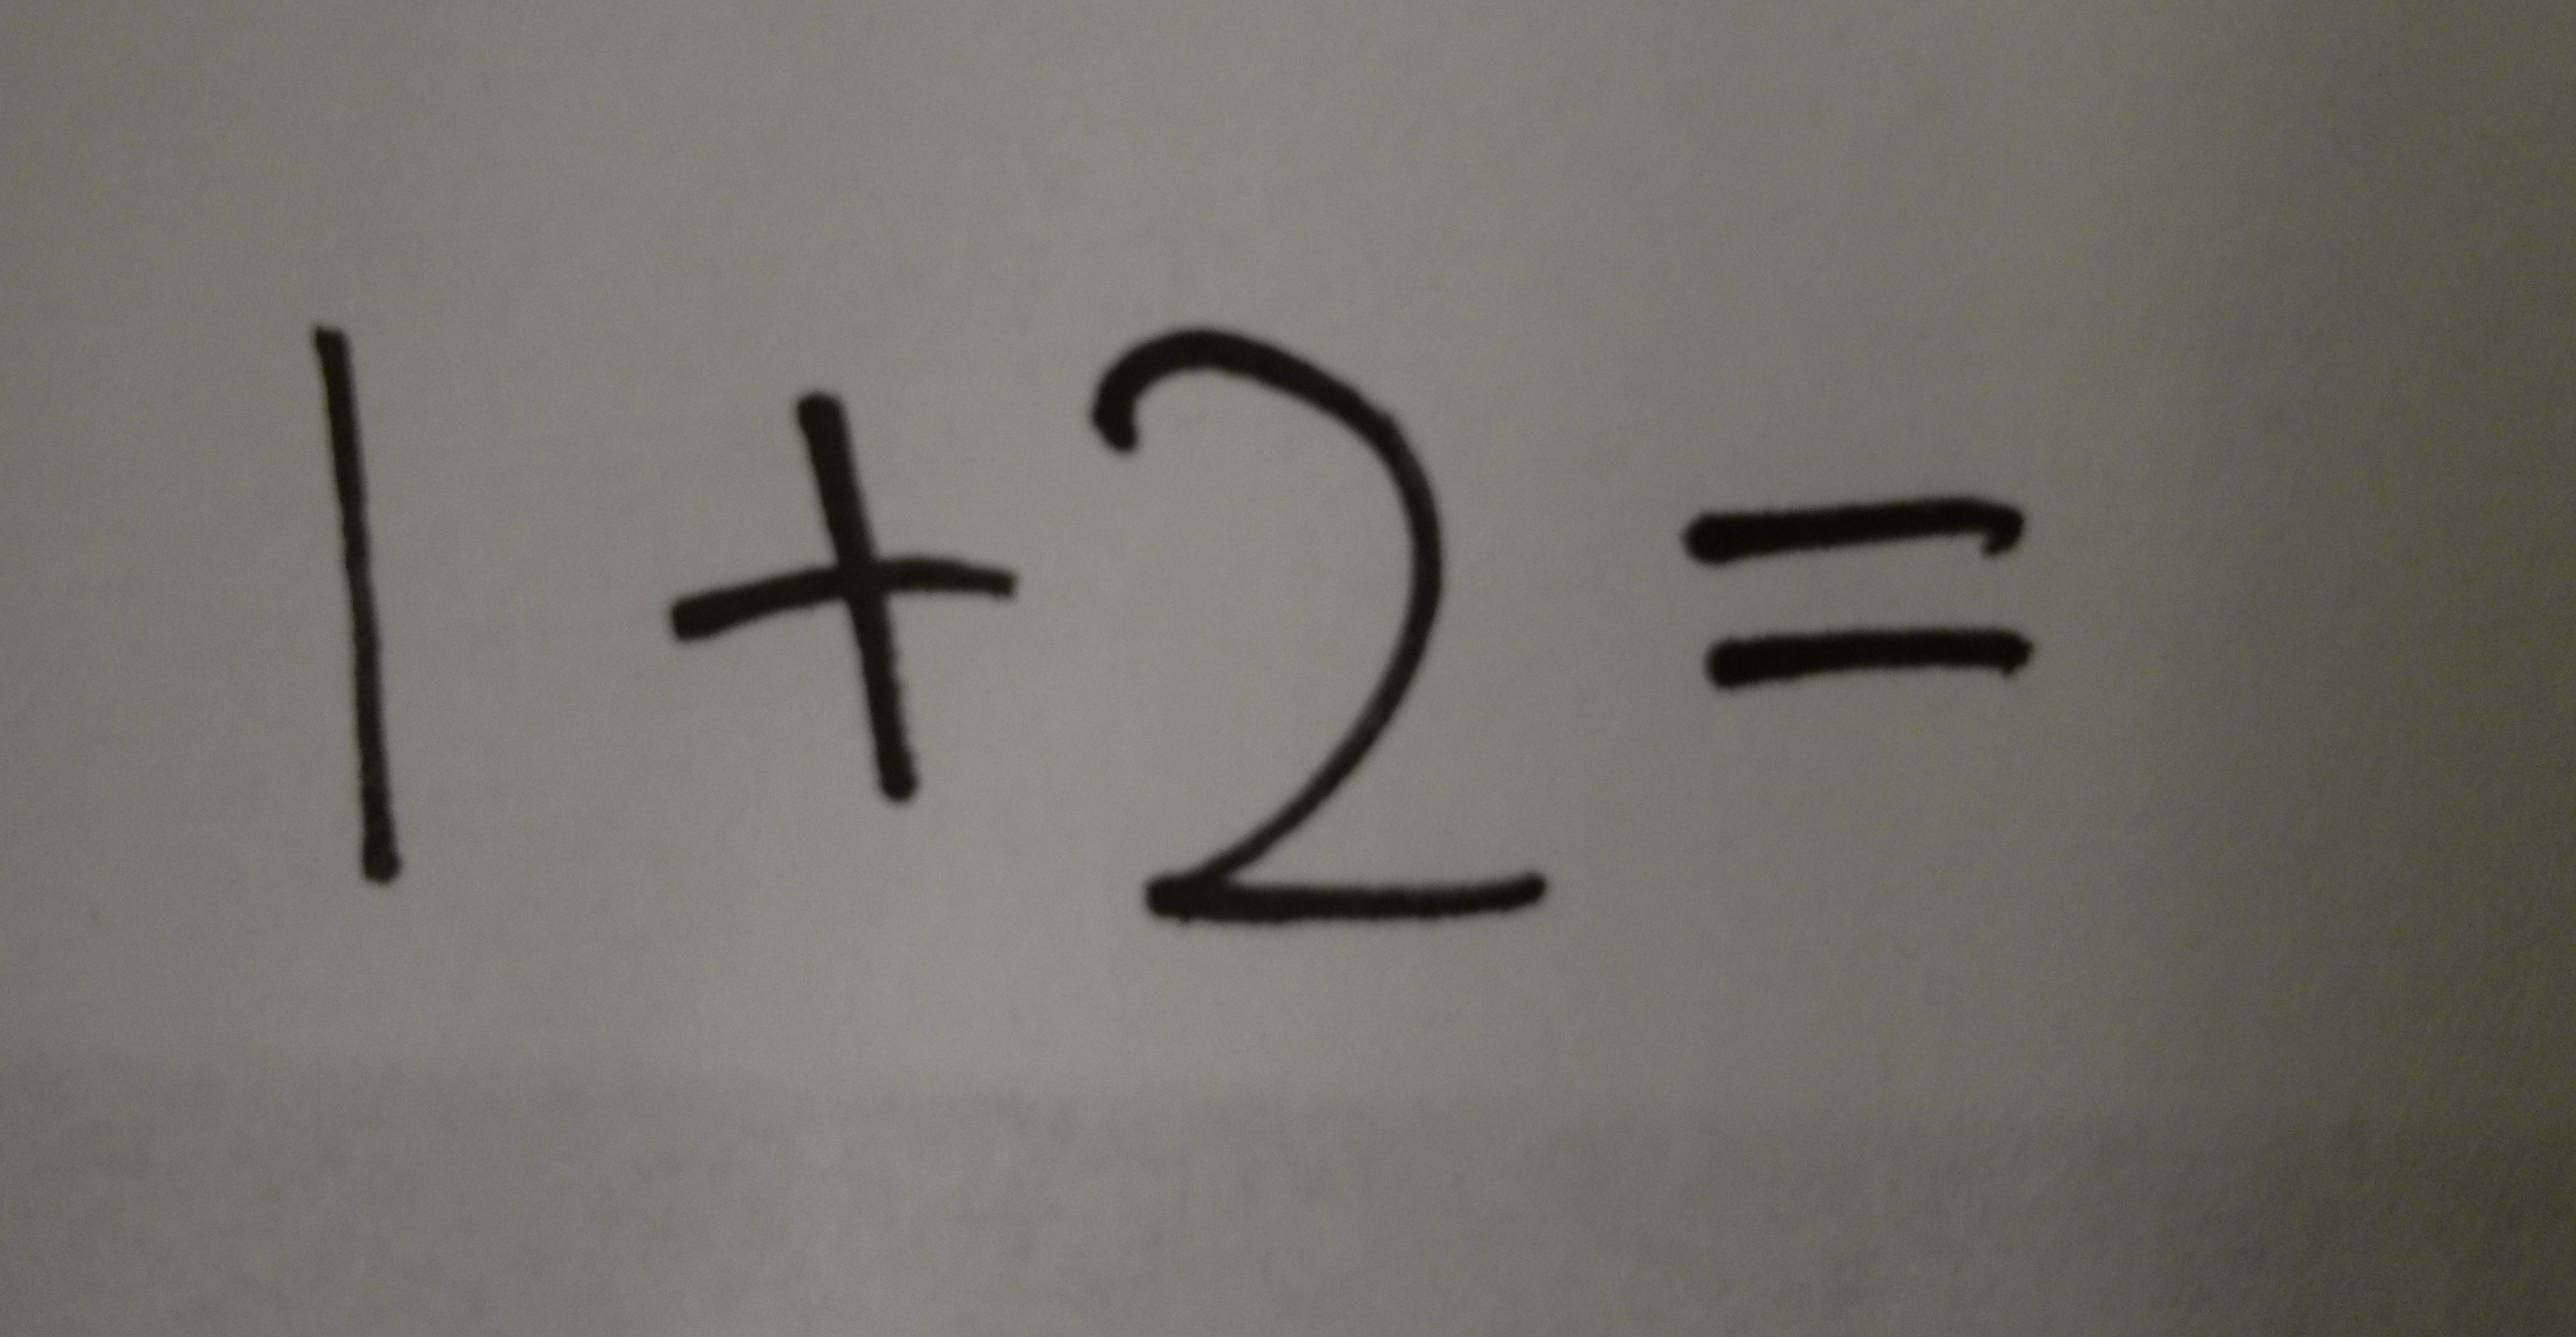 1 + 2 =